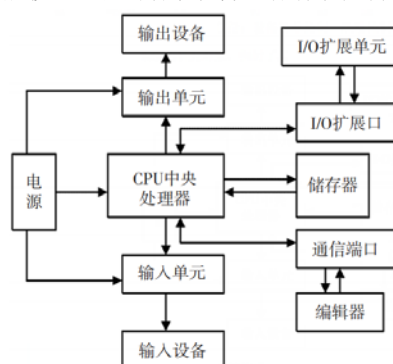 输出设备
I/O扩展单元
输出单元
I/O扩展口
电
源
CPU中央
处理器
储存器
通信端口
输入单元
编辑器
输入设备